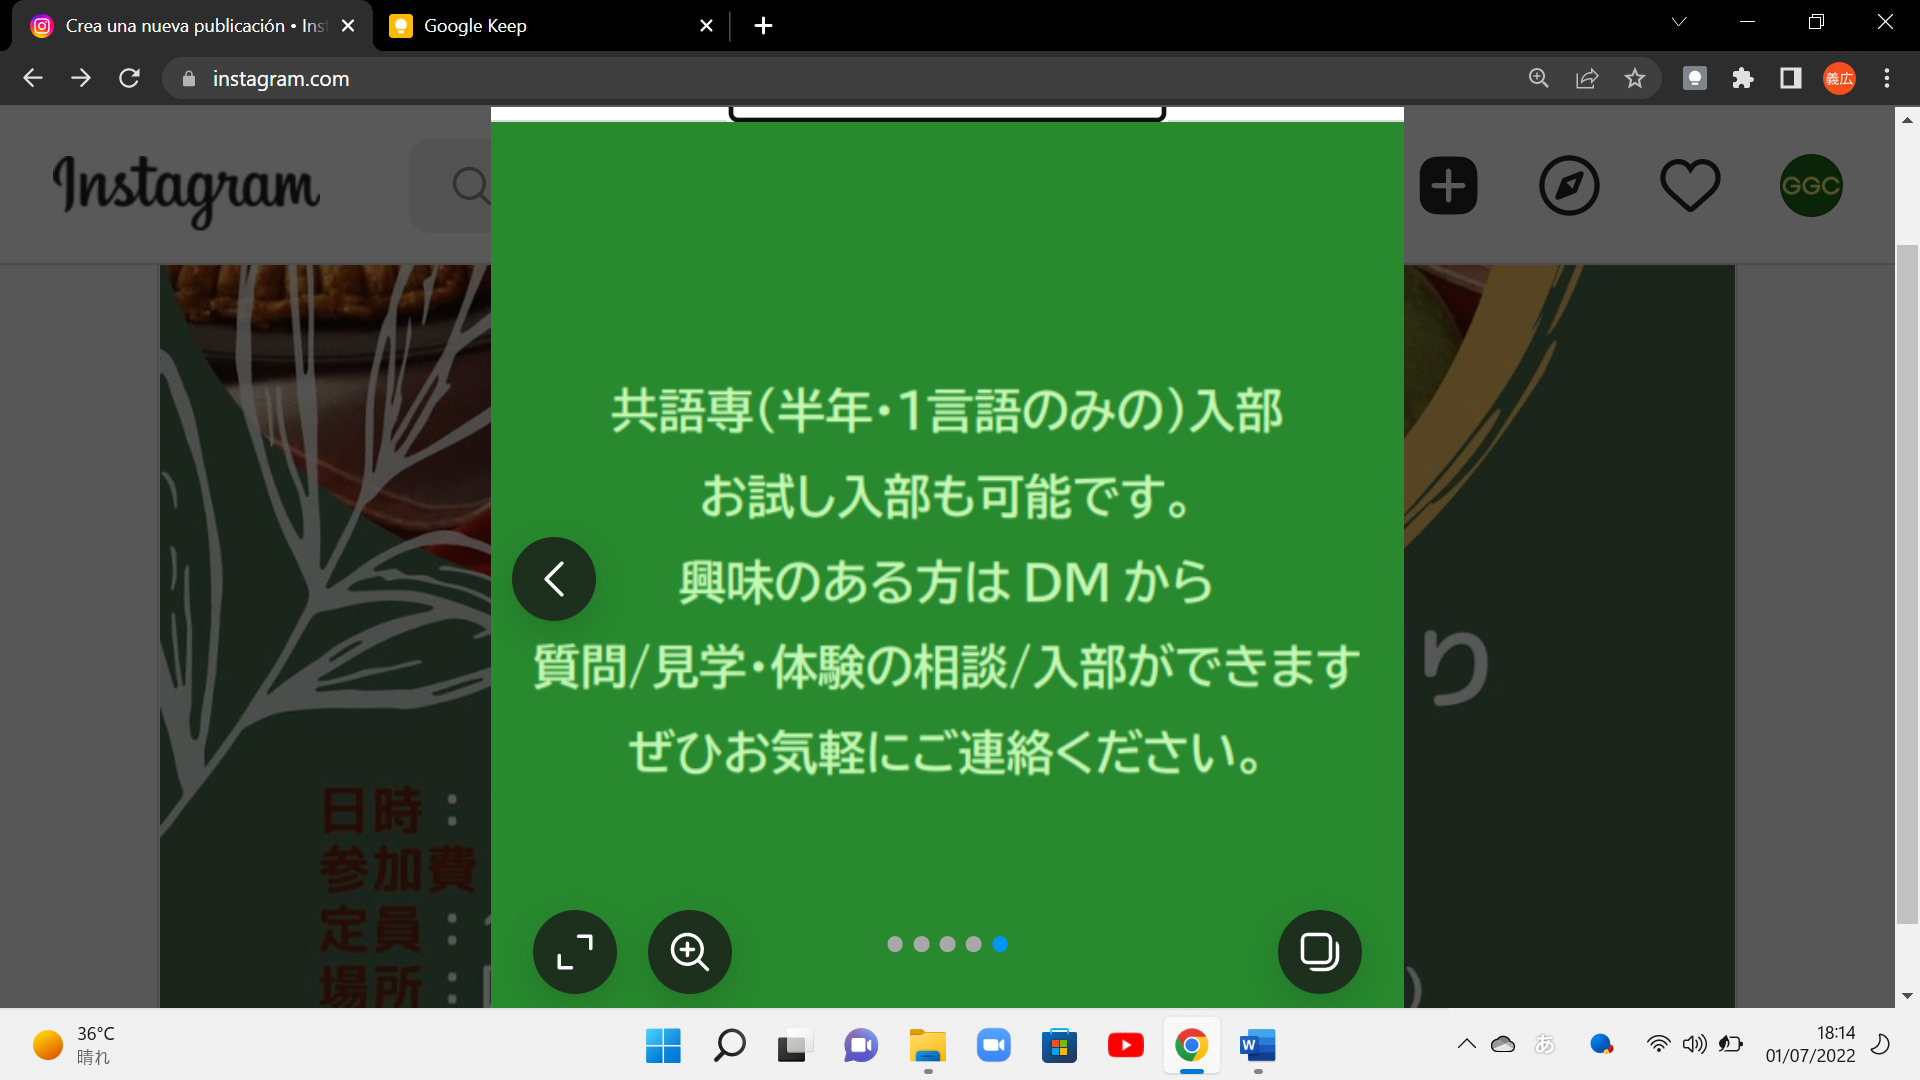 Crea una nueva publicación • Ins
Google Keep
instagram.com
義広
Instagram
GGC
共語専(半年・1言語のみの)入部
お試し入部も可能です。
興味のある方は DM から
質問/見学・体験の相談/入部ができます
ぜひお気軽にご連絡ください。
り
日時：
参加費
定員：
場所：
)
36°C
晴れ
あ
W
18:14
01/07/2022